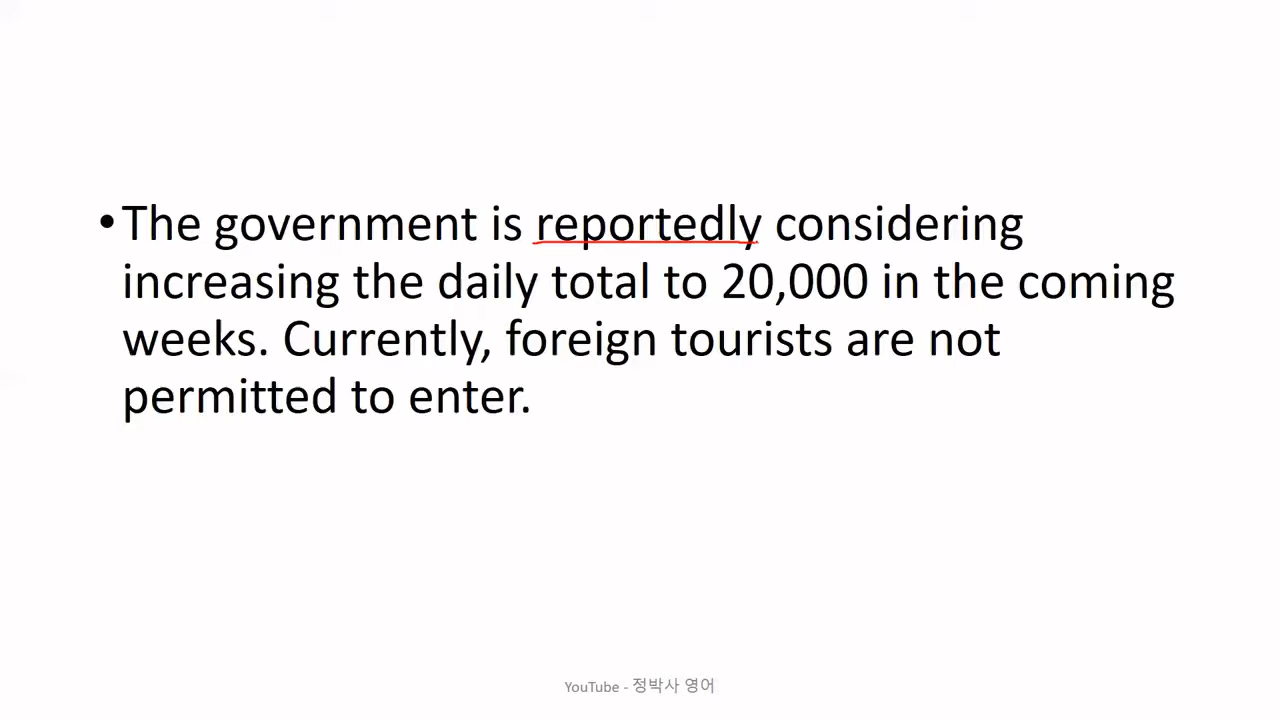 •The government is reportedly considering
increasing the daily total to 20,000 in the coming
weeks. Currently, foreign tourists are not
permitted to enter.
YouTube - 정박사 영어